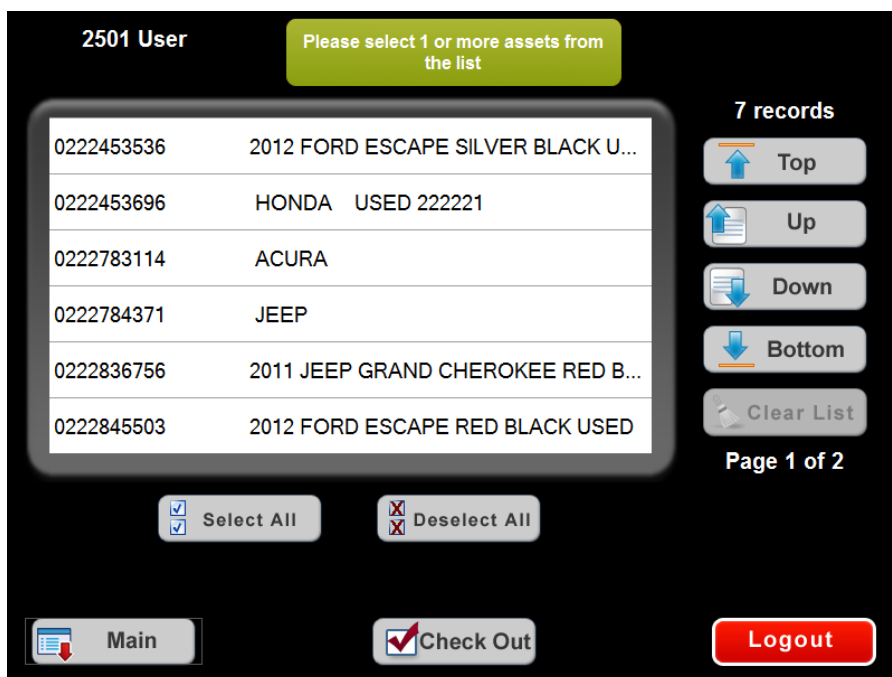 2501 User
Please select 1 or more assets from
the list
7 records
0222453536 2012 FORD ESCAPE SILVER BLACK U...
0222453696 HONDA USED 222221
0222783114 ACURA
0222784371 JEEP
0222836756 2011 JEEP GRAND CHEROKEE RED B...
0222845503 2012 FORD ESCAPE RED BLACK USED
Top
Up
Down
Bottom
Clear List
Page 1 of 2
Select All
Deselect All
Main
Check Out
Logout